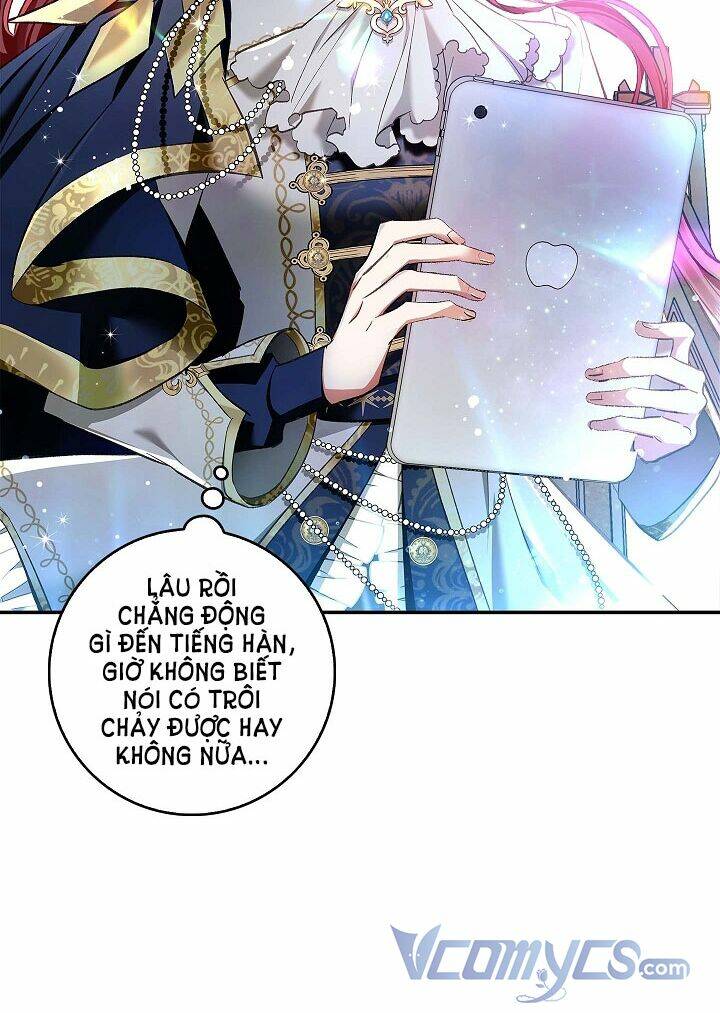 LÂU RỒI
CHẲNG ĐỘNG
GÌ ĐẾN TIẾNG HÀN,
GIỜ KHÔNG BIẾT
NÓI CÓ TRÔI
CHẢY ĐƯỢC HAY
KHÔNG NỮA...
VCOMYCS.com